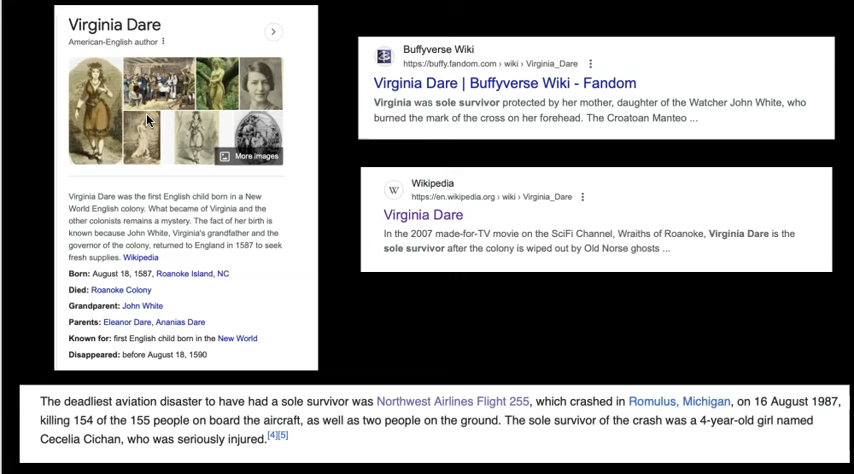 Virginia Dare
American-English author
More images
Virginia Dare was the first English child born in a New
World English colony. What became of Virginia and the
other colonists remains a mystery. The fact of her birth is
known because John White, Virginia's grandfather and the
governor of the colony, returned to England in 1587 to seek
fresh supplies. Wikipedia
Born: August 18, 1587, Roanoke Island, NC
Died: Roanoke Colony
Grandparent: John White
Parents: Eleanor Dare, Ananias Dare
Known for: first English child born in the New World
Disappeared: before August 18, 1590
Buffyverse Wiki
https://buffy.fandom.com › wiki › Virginia_Dare
Virginia Dare | Buffyverse Wiki - Fandom
Virginia was sole survivor protected by her mother, daughter of the Watcher John White, who
burned the mark of the cross on her forehead. The Croatoan Manteo ...
W
Wikipedia
https://en.wikipedia.org › wiki › Virginia_Dare
Virginia Dare
In the 2007 made-for-TV movie on the SciFi Channel, Wraiths of Roanoke, Virginia Dare is the
sole survivor after the colony is wiped out by Old Norse ghosts ...
The deadliest aviation disaster to have had a sole survivor was Northwest Airlines Flight 255, which crashed in Romulus, Michigan, on 16 August 1987,
killing 154 of the 155 people on board the aircraft, as well as two people on the ground. The sole survivor of the crash was a 4-year-old girl named
Cecelia Cichan, who was seriously injured.[4][5]